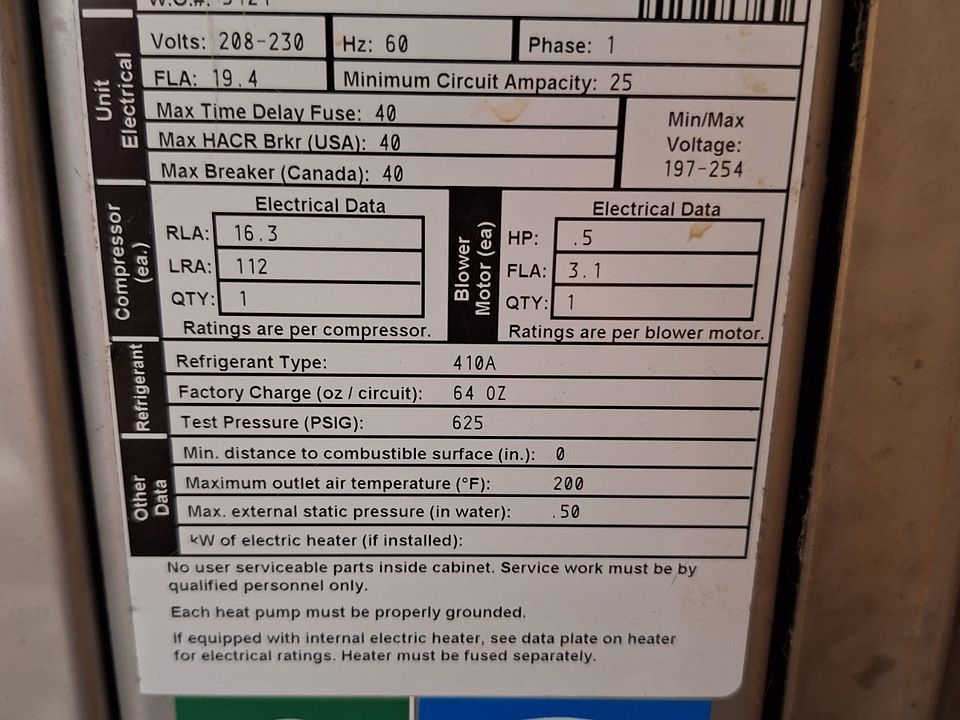 Volts: 208-230 Hz: 60 Phase: 1
FLA: 19.4 Minimum Circuit Ampacity: 25
Unit Electrical
Max Time Delay Fuse: 40
Max HACR Brkr (USA): 40
Max Breaker (Canada): 40
Min/Max
Voltage:
197-254
Compressor (ea.)
Electrical Data
RLA: 16.3
LRA: 112
QTY: 1
Ratings are per compressor.
Blower Motor (ea)
Electrical Data
HP: .5
FLA: 3.1
QTY: 1
Ratings are per blower motor.
Refrigerant
Refrigerant Type: 410A
Factory Charge (oz / circuit): 64 OZ
Test Pressure (PSIG): 625
Other Data
Min. distance to combustible surface (in.): 0
Maximum outlet air temperature (°F): 200
Max. external static pressure (in water): .50
kW of electric heater (if installed):
No user serviceable parts inside cabinet. Service work must be by
qualified personnel only.
Each heat pump must be properly grounded.
If equipped with internal electric heater, see data plate on heater
for electrical ratings. Heater must be fused separately.